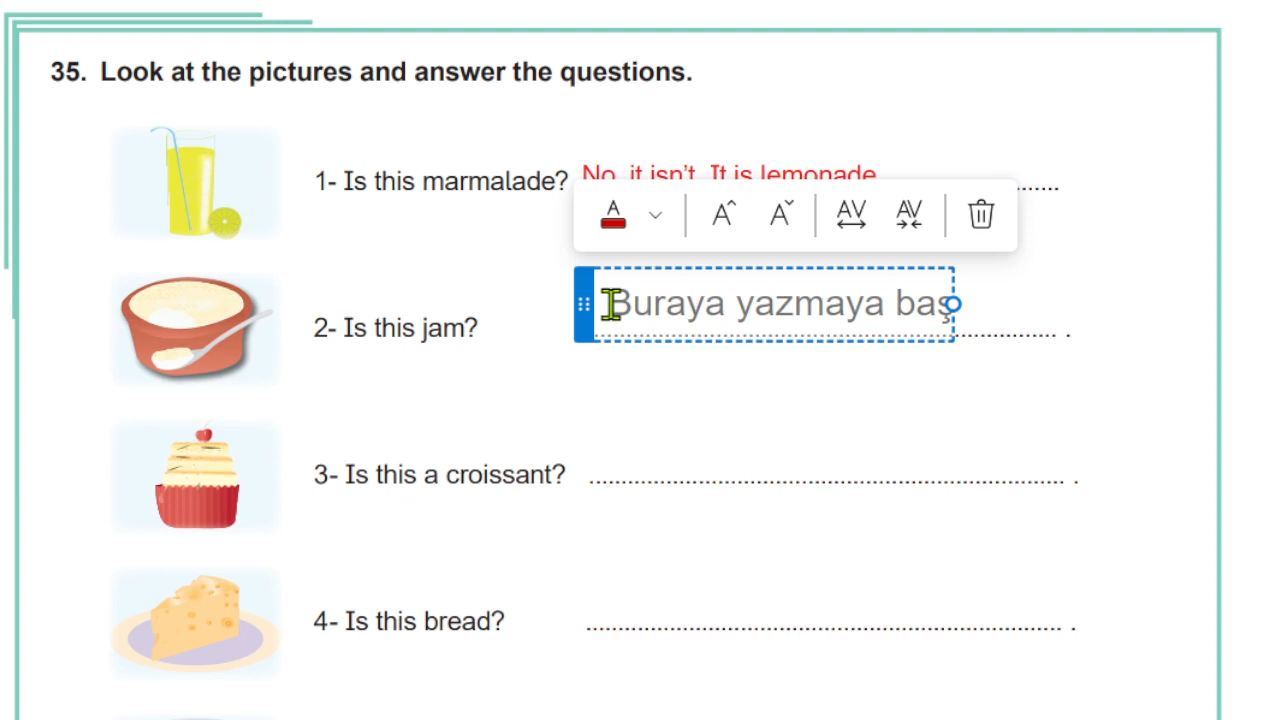 35. Look at the pictures and answer the questions.
1- Is this marmalade? No, it isn't. It is lemonade
2- Is this jam? Buraya yazmaya baş
3- Is this a croissant?
4- Is this bread?